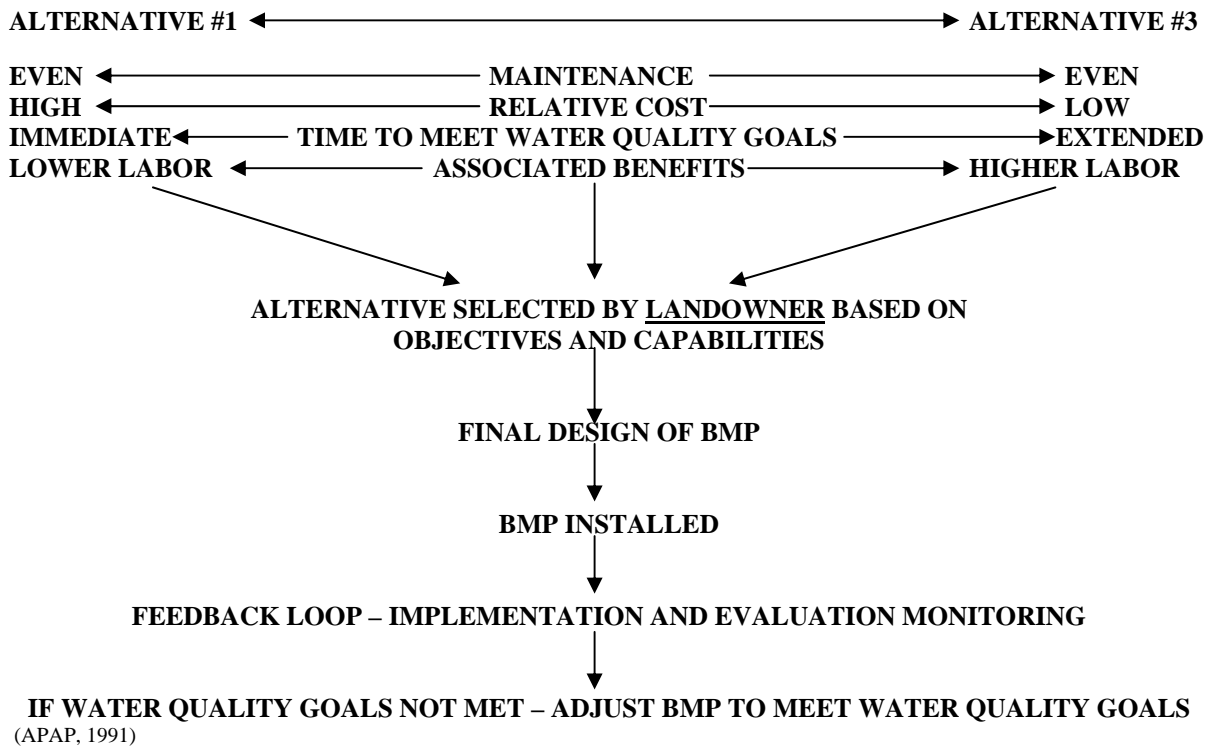 ALTERNATIVE #1 ALTERNATIVE #3
EVEN MAINTENANCE EVEN
HIGH RELATIVE COST LOW
IMMEDIATE TIME TO MEET WATER QUALITY GOALS EXTENDED
LOWER LABOR ASSOCIATED BENEFITS HIGHER LABOR
ALTERNATIVE SELECTED BY LANDOWNER BASED ON
OBJECTIVES AND CAPABILITIES
FINAL DESIGN OF BMP
BMP INSTALLED
FEEDBACK LOOP – IMPLEMENTATION AND EVALUATION MONITORING
IF WATER QUALITY GOALS NOT MET – ADJUST BMP TO MEET WATER QUALITY GOALS
(APAP, 1991)